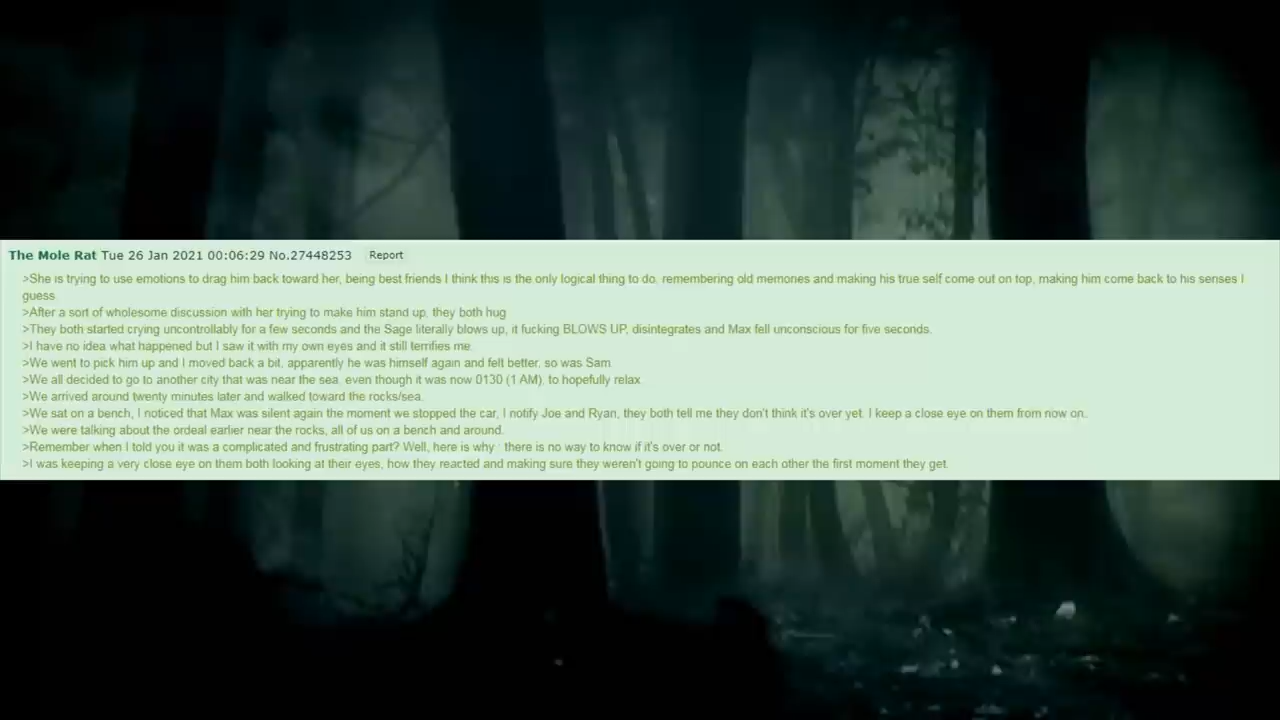 The Mole Rat Tue 26 Jan 2021 00:06:29 No.27448253 Report
>She is trying to use emotions to drag him back toward her, being best friends I think this is the only logical thing to do, remembering old memories and making his true self come out on top, making him come back to his senses I
guess.
>After a sort of wholesome discussion with her trying to make him stand up, they both hug
>They both started crying uncontrollably for a few seconds and the Sage literally blows up, it fucking BLOWS UP, disintegrates and Max fell unconscious for five seconds.
>I have no idea what happened but I saw it with my own eyes and it still terrifies me.
>We went to pick him up and I moved back a bit, apparently he was himself again and felt better, so was Sam.
>We all decided to go to another city that was near the sea, even though it was now 0130 (1 AM), to hopefully relax.
>We arrived around twenty minutes later and walked toward the rocks/sea.
>We sat on a bench, I noticed that Max was silent again the moment we stopped the car, I notify Joe and Ryan, they both tell me they don't think it's over yet. I keep a close eye on them from now on.
>We were talking about the ordeal earlier near the rocks, all of us on a bench and around.
>Remember when I told you it was a complicated and frustrating part? Well, here is why : there is no way to know if it's over or not.
>I was keeping a very close eye on them both looking at their eyes, how they reacted and making sure they weren't going to pounce on each other the first moment they get.